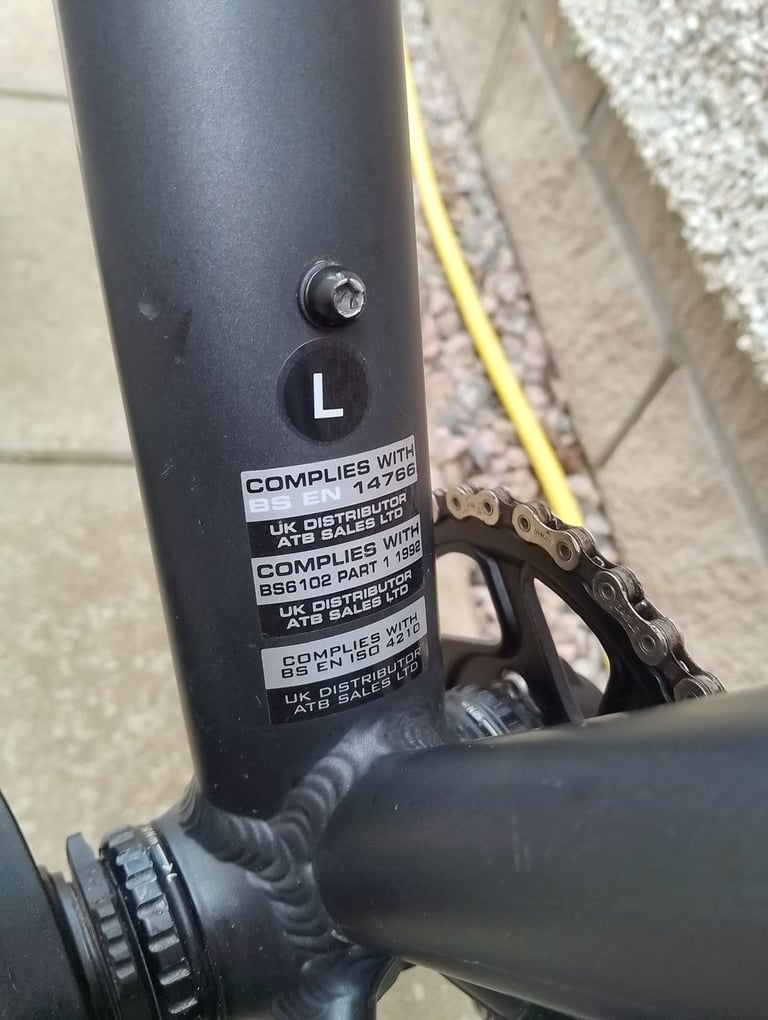 L
COMPLIES WITH
BS EN 14766
UK DISTRIBUTOR
ATB SALES LTD
COMPLIES WITH
BS6102 PART 1 1992
UK DISTRIBUTOR
ATB SALES LTD
COMPLIES WITH
BS EN ISO 4210
UK DISTRIBUTOR
ATB SALES LTD